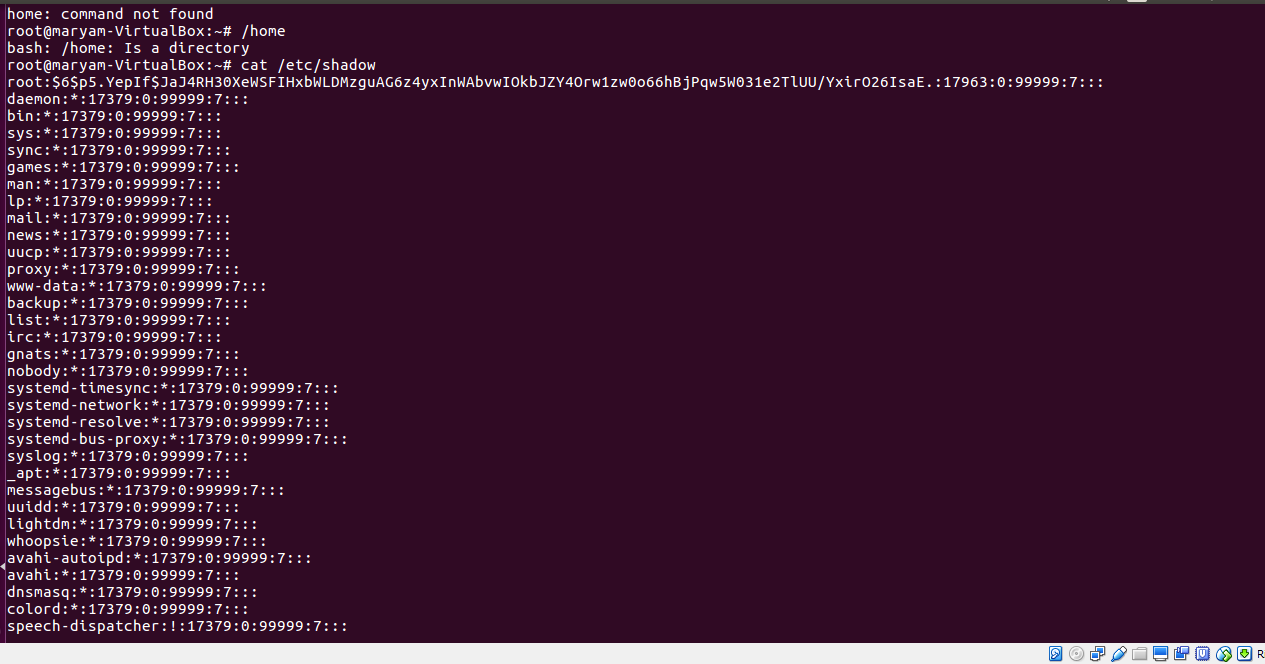 home: command not found
root@maryam-VirtualBox:~# /home
bash: /home: Is a directory
root@maryam-VirtualBox:~# cat /etc/shadow
root:$6$p5.YepIf$JaJ4RH30XeWSFIHxbWLDMzguAG6z4yxInWAbvwIOkbJZY4Orw1zw0o66hBjPqw5W031e2TlUU/YxirO26IsaE.:17963:0:99999:7:::
daemon:*:17379:0:99999:7:::
bin:*:17379:0:99999:7:::
sys:*:17379:0:99999:7:::
sync:*:17379:0:99999:7:::
games:*:17379:0:99999:7:::
man:*:17379:0:99999:7:::
lp:*:17379:0:99999:7:::
mail:*:17379:0:99999:7:::
news:*:17379:0:99999:7:::
uucp:*:17379:0:99999:7:::
proxy:*:17379:0:99999:7:::
www-data:*:17379:0:99999:7:::
backup:*:17379:0:99999:7:::
list:*:17379:0:99999:7:::
irc:*:17379:0:99999:7:::
gnats:*:17379:0:99999:7:::
nobody:*:17379:0:99999:7:::
systemd-timesync:*:17379:0:99999:7:::
systemd-network:*:17379:0:99999:7:::
systemd-resolve:*:17379:0:99999:7:::
systemd-bus-proxy:*:17379:0:99999:7:::
syslog:*:17379:0:99999:7:::
_apt:*:17379:0:99999:7:::
messagebus:*:17379:0:99999:7:::
uuidd:*:17379:0:99999:7:::
lightdm:*:17379:0:99999:7:::
whoopsie:*:17379:0:99999:7:::
avahi-autoipd:*:17379:0:99999:7:::
avahi:*:17379:0:99999:7:::
dnsmasq:*:17379:0:99999:7:::
colord:*:17379:0:99999:7:::
speech-dispatcher:!:17379:0:99999:7:::